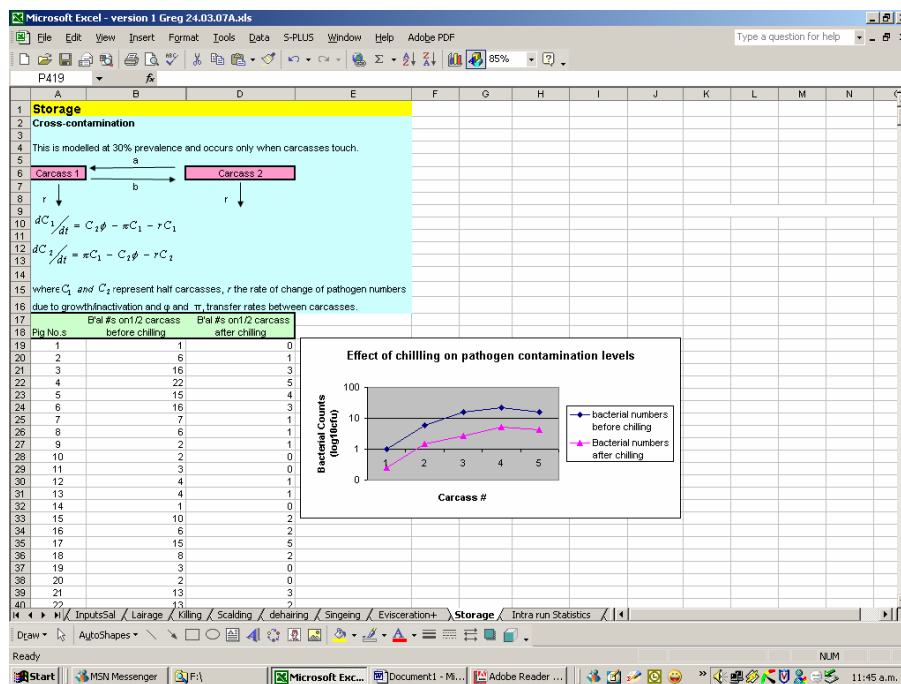 Microsoft Excel - version 1 Greg 24.03.07A.xls
File Edit View Insert Format Tools Data S-PLUS Window Help Adobe PDF
Type a question for help
85%
P419 fx
A B D E F G H I J K L M N
1 Storage
2 Cross-contamination
3
4 This is modelled at 30% prevalence and occurs only when carcasses touch.
5 a
6 Carcass 1 Carcass 2
7 b
8 r r
9
10 dC₁/dt = C₂ϕ − πC₁ − rC₁
11
12 dC₂/dt = πC₁ − C₂ϕ − rC₂
13
14
15 where C₁ and C₂ represent half carcasses, r the rate of change of pathogen numbers
16 due to growth/inactivation and φ and π, transfer rates between carcasses.
17 B'al #s on1/2 carcass B'al #s on1/2 carcass
18 Pig No.s before chilling after chilling
19 1 1 0
20 2 6 1
21 3 16 3
22 4 22 5
23 5 15 4
24 6 16 3
25 7 7 1
26 8 6 1
27 9 2 1
28 10 2 0
29 11 3 0
30 12 4 1
31 13 4 1
32 14 1 0
33 15 10 2
34 16 6 2
35 17 15 5
36 18 8 2
37 19 3 0
38 20 2 0
39 21 13 3
40 22 13 2
Effect of chillling on pathogen contamination levels
Bacterial Counts
(log10cfu)
100
10
1
0
1 2 3 4 5
Carcass #
bacterial numbers
before chilling
Bacterial numbers
after chilling
InputsSal Lairage Killing Scalding dehairing Singeing Evisceration+ Storage Intra run Statistics
Draw AutoShapes
Ready NUM
Start MSN Messenger F:\ Microsoft Exc... Document1 - Mi... Adobe Reader ... 11:45 a.m.